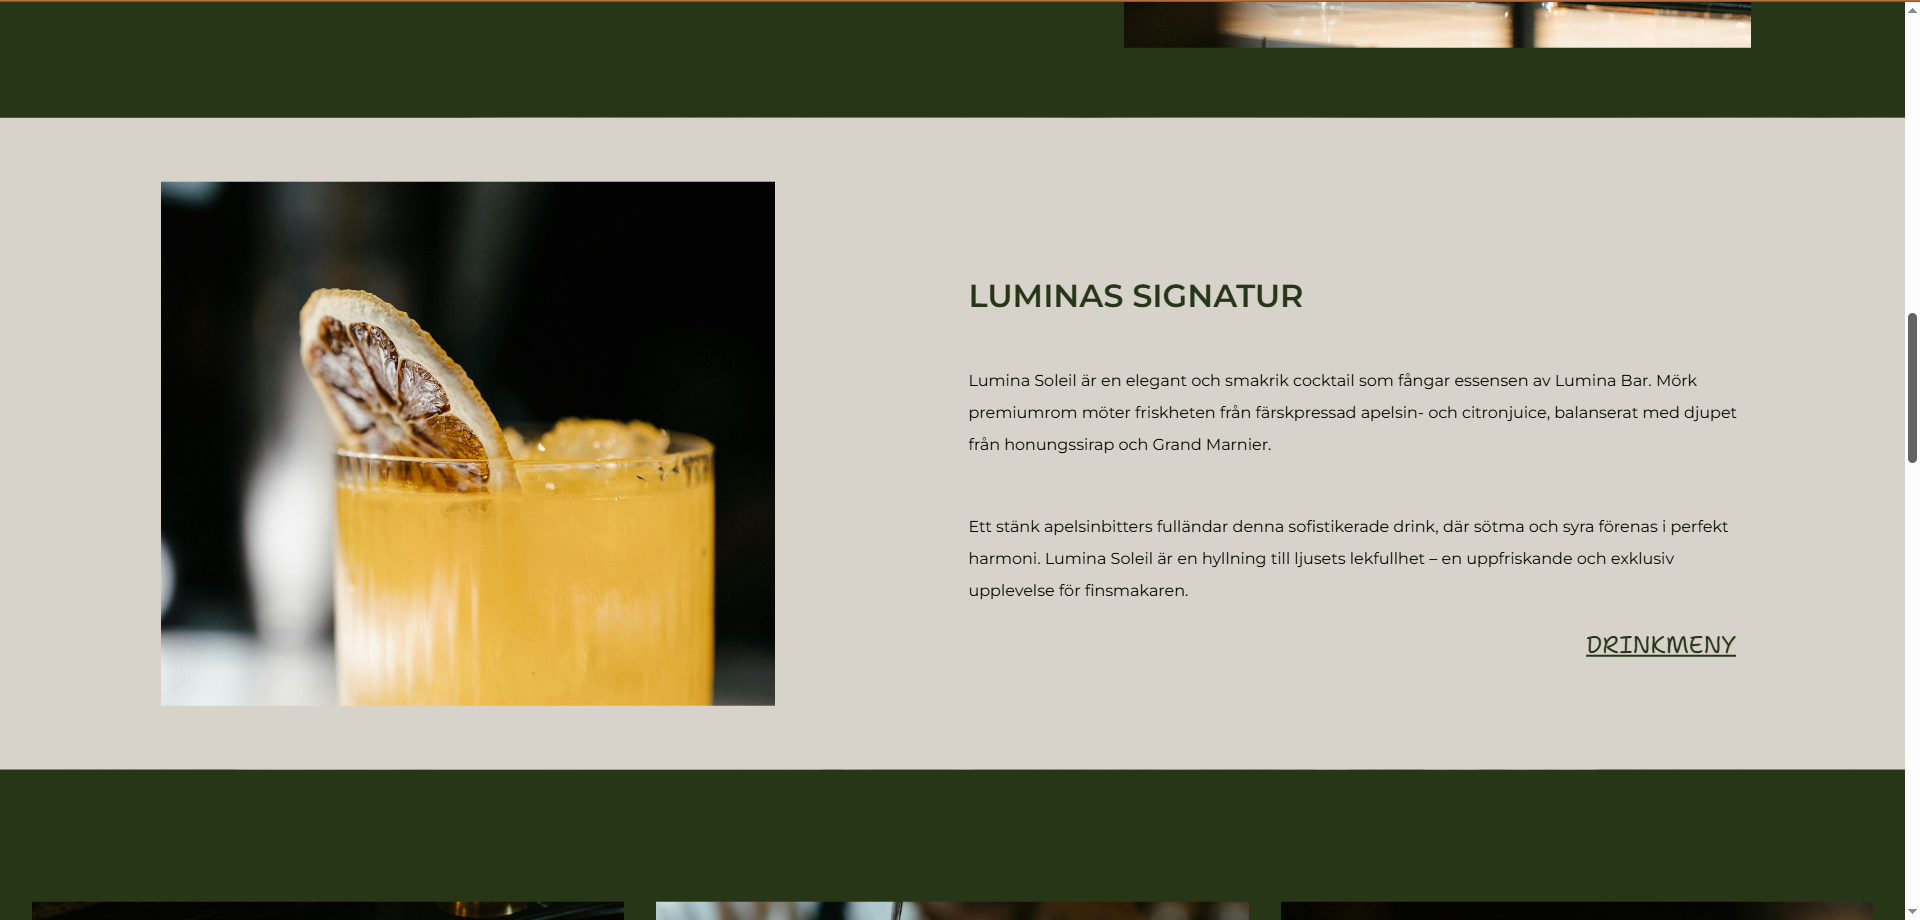 LUMINAS SIGNATUR
Lumina Soleil är en elegant och smakrik cocktail som fångar essensen av Lumina Bar. Mörk
premiumrom möter friskheten från färskpressad apelsin- och citronjuice, balanserat med djupet
från honungssirap och Grand Marnier.
Ett stänk apelsinbitters fulländar denna sofistikerade drink, där sötma och syra förenas i perfekt
harmoni. Lumina Soleil är en hyllning till ljusets lekfullhet – en uppfriskande och exklusiv
upplevelse för finsmakaren.
DRINKMENY